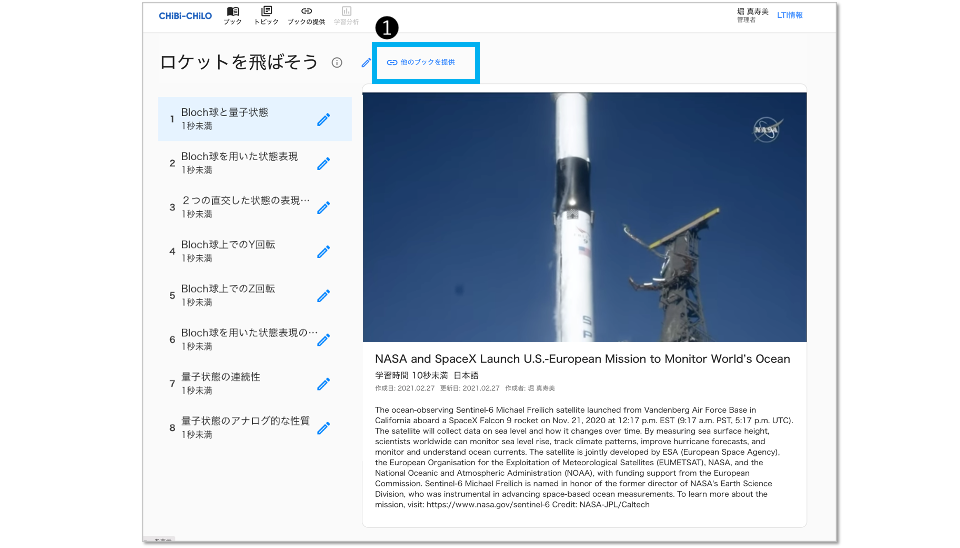 CHiBi-CHiLO
ブック
トピック
ブックの提供
学習分析
堀 真寿美
管理者
LTI情報
1
ロケットを飛ばそう
他のブックを提供
1 Bloch球と量子状態
1秒未満
2 Bloch球を用いた状態表現
1秒未満
3 2つの直交した状態の表現…
1秒未満
4 Bloch球上でのY回転
1秒未満
5 Bloch球上でのZ回転
1秒未満
6 Bloch球を用いた状態表現の…
1秒未満
7 量子状態の連続性
1秒未満
8 量子状態のアナログ的な性質
1秒未満
NASA
NASA and SpaceX Launch U.S.-European Mission to Monitor World's Ocean
学習時間 10秒未満 日本語
作成日: 2021.02.27 更新日: 2021.02.27 作成者: 堀 真寿美
The ocean-observing Sentinel-6 Michael Freilich satellite launched from Vandenberg Air Force Base in
California aboard a SpaceX Falcon 9 rocket on Nov. 21, 2020 at 12:17 p.m. EST (9:17 a.m. PST, 5:17 p.m. UTC).
The satellite will collect data on sea level and how it changes over time. By measuring sea surface height,
scientists worldwide can monitor sea level rise, track climate patterns, improve hurricane forecasts, and
monitor and understand ocean currents. The satellite is jointly developed by ESA (European Space Agency),
the European Organisation for the Exploitation of Meteorological Satellites (EUMETSAT), NASA, and the
National Oceanic and Atmospheric Administration (NOAA), with funding support from the European
Commission. Sentinel-6 Michael Freilich is named in honor of the former director of NASA's Earth Science
Division, who was instrumental in advancing space-based ocean measurements. To learn more about the
mission, visit: https://www.nasa.gov/sentinel-6 Credit: NASA-JPL/Caltech